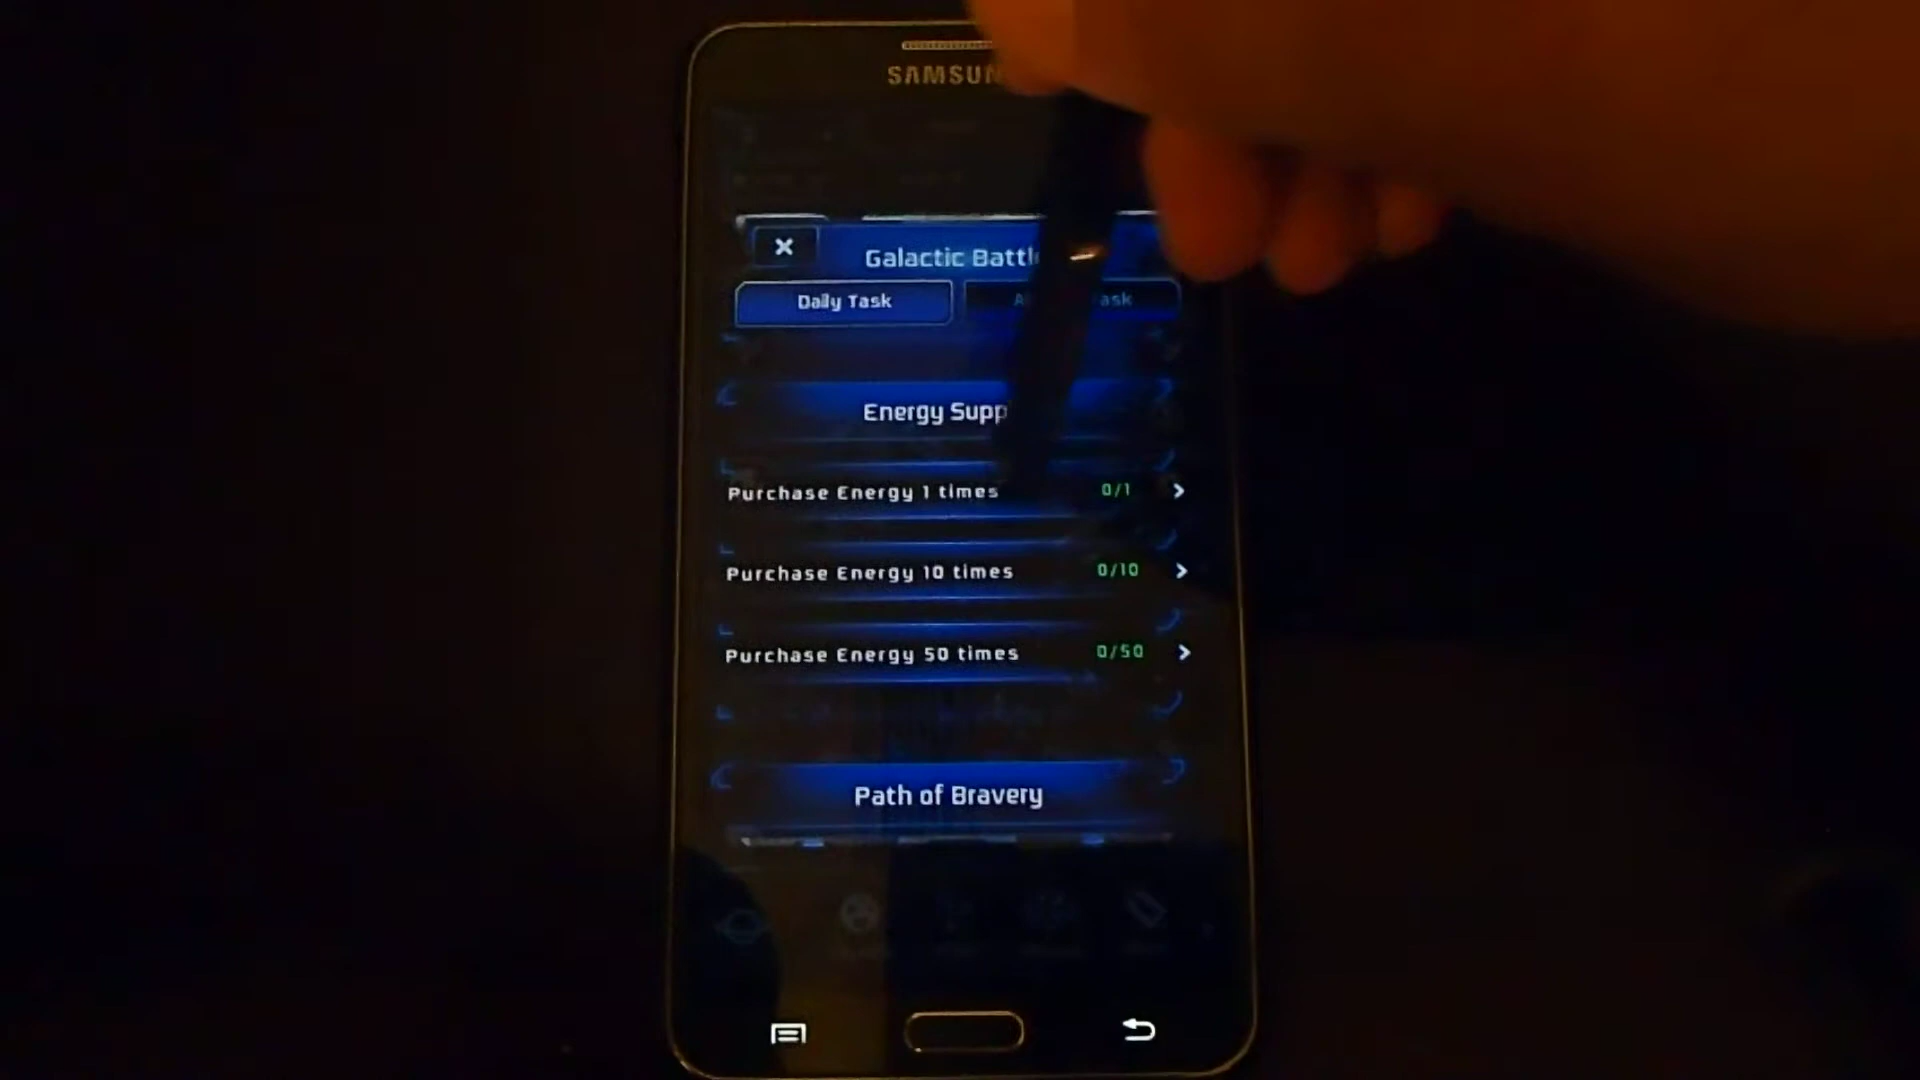 SAMSUN
Galactic Battl
Daily Task
ask
Energy Supp
Purchase Energy 1 times 0/1
Purchase Energy 10 times 0/10
Purchase Energy 50 times 0/50
Path of Bravery